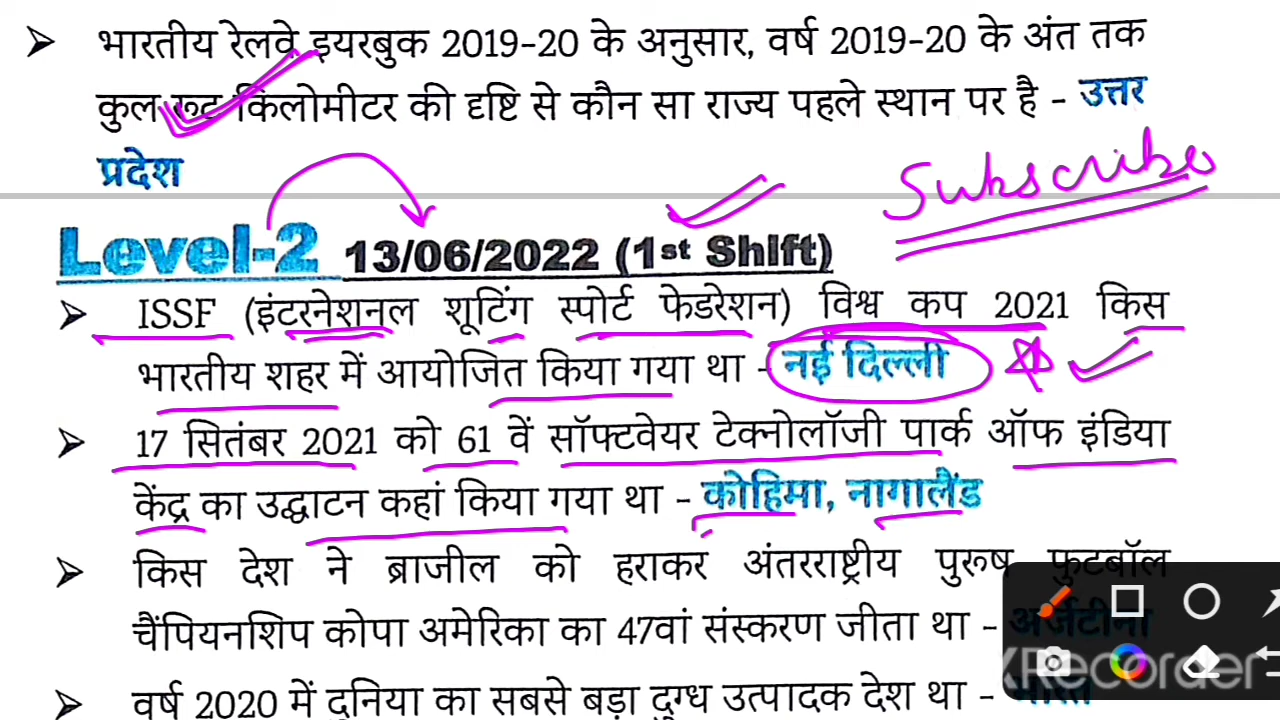 ➢ भारतीय रेलवे इयरबुक 2019-20 के अनुसार, वर्ष 2019-20 के अंत तक
कुल रूट किलोमीटर की दृष्टि से कौन सा राज्य पहले स्थान पर है - उत्तर
प्रदेश
Subscribe
Level-2 13/06/2022 (1st Shift)
➢ ISSF (इंटरनेशनल शूटिंग स्पोर्ट फेडरेशन) विश्व कप 2021 किस
भारतीय शहर में आयोजित किया गया था - नई दिल्ली
➢ 17 सितंबर 2021 को 61 वें सॉफ्टवेयर टेक्नोलॉजी पार्क ऑफ इंडिया
केंद्र का उद्घाटन कहां किया गया था - कोहिमा, नागालैंड
➢ किस देश ने ब्राजील को हराकर अंतरराष्ट्रीय पुरूष फुटबॉल
चैंपियनशिप कोपा अमेरिका का 47वां संस्करण जीता था - अर्जेंटीना
XRecorder
➢ वर्ष 2020 में दुनिया का सबसे बड़ा दुग्ध उत्पादक देश था - भारत